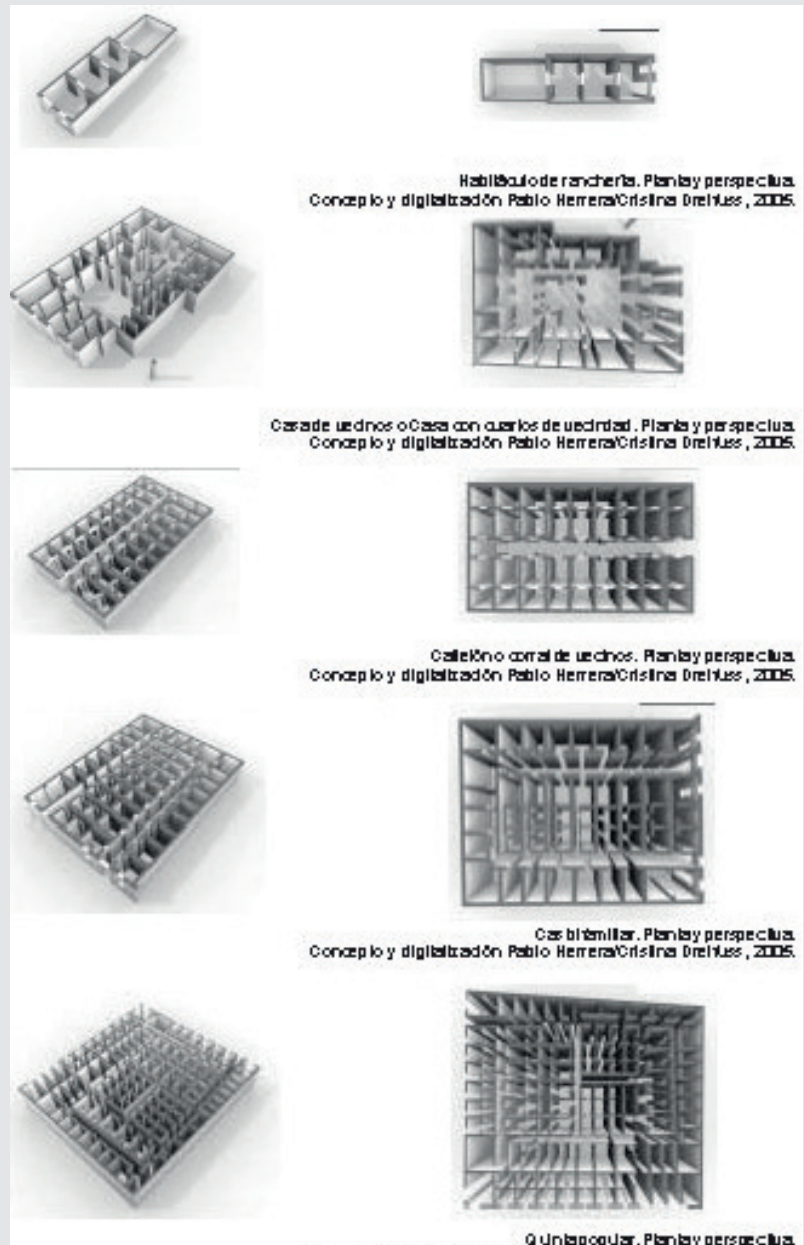 Habitáculo de ranchería. Planta y perspectiva.
Concepto y digitalización Pablo Herrera/Cristina Dreifuss, 2005.
Casa de vecinos o Casa con cuartos de vecindad. Planta y perspectiva.
Concepto y digitalización Pablo Herrera/Cristina Dreifuss, 2005.
Callejón o corral de vecinos. Planta y perspectiva.
Concepto y digitalización Pablo Herrera/Cristina Dreifuss, 2005.
Planta y perspectiva.
Concepto y digitalización Pablo Herrera/Cristina Dreifuss, 2005.
Quinta popular. Planta y perspectiva.